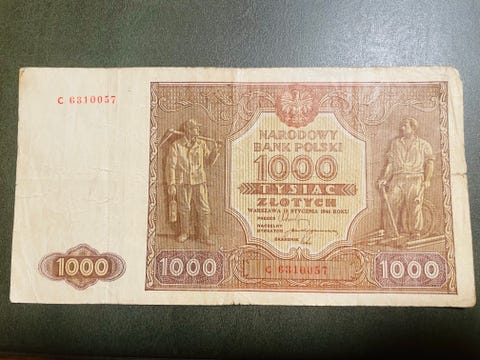 C 6310057
NARODOWY
BANK POLSKI
1000
TYSIĄC
ZŁOTYCH
WARSZAWA 15 STYCZNIA 1946 ROKU
PREZES
NACZELNY
DYREKTOR
SKARBNIK
1000
1000
C 6310057
1000